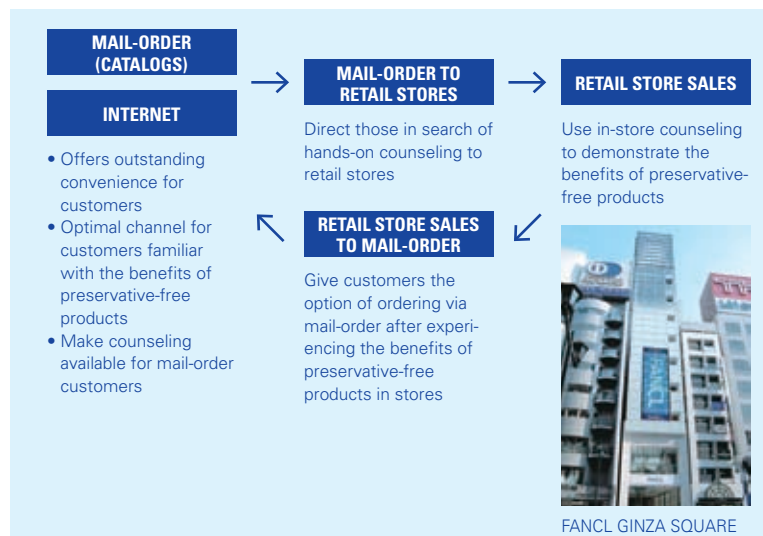 MAIL-ORDER
(CATALOGS)
INTERNET
• Offers outstanding
convenience for
customers
• Optimal channel for
customers familiar
with the benefits of
preservative-free
products
• Make counseling
available for mail-order
customers
MAIL-ORDER TO
RETAIL STORES
Direct those in search of
hands-on counseling to
retail stores
RETAIL STORE SALES
Use in-store counseling
to demonstrate the
benefits of preservative-
free products
RETAIL STORE SALES
TO MAIL-ORDER
Give customers the
option of ordering via
mail-order after experi-
encing the benefits of
preservative-free
products in stores
FANCL
FANCL GINZA SQUARE